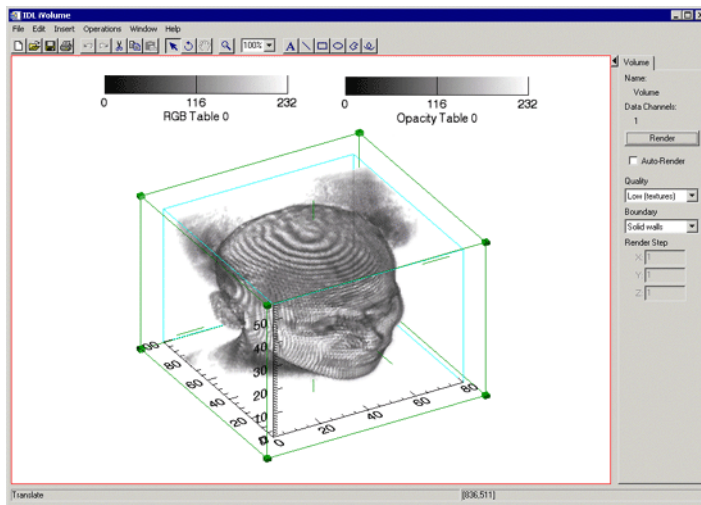 IDL iVolume
File Edit Insert Operations Window Help
100%
A
Volume
Name:
Volume
Data Channels:
1
Render
Auto-Render
Quality
Low (textures)
Boundary
Solid walls
Render Step
X: 1
Y: 1
Z: 1
0 116 232
RGB Table 0
0 116 232
Opacity Table 0
50
40
30
20
10
80
60
40
20
0 20 40 60 80
Translate
[836,511]